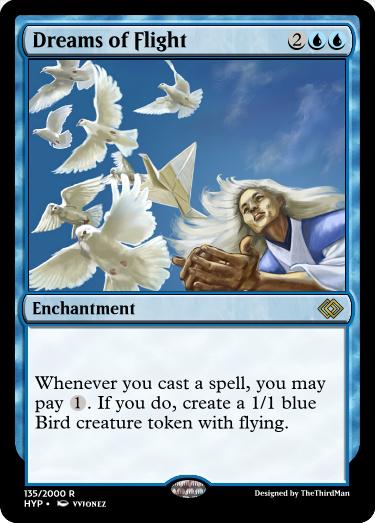 Dreams of Flight 2
Enchantment
Whenever you cast a spell, you may
pay 1. If you do, create a 1/1 blue
Bird creature token with flying.
135/2000 R
HYP • VVIONEZ
Designed by TheThirdMan